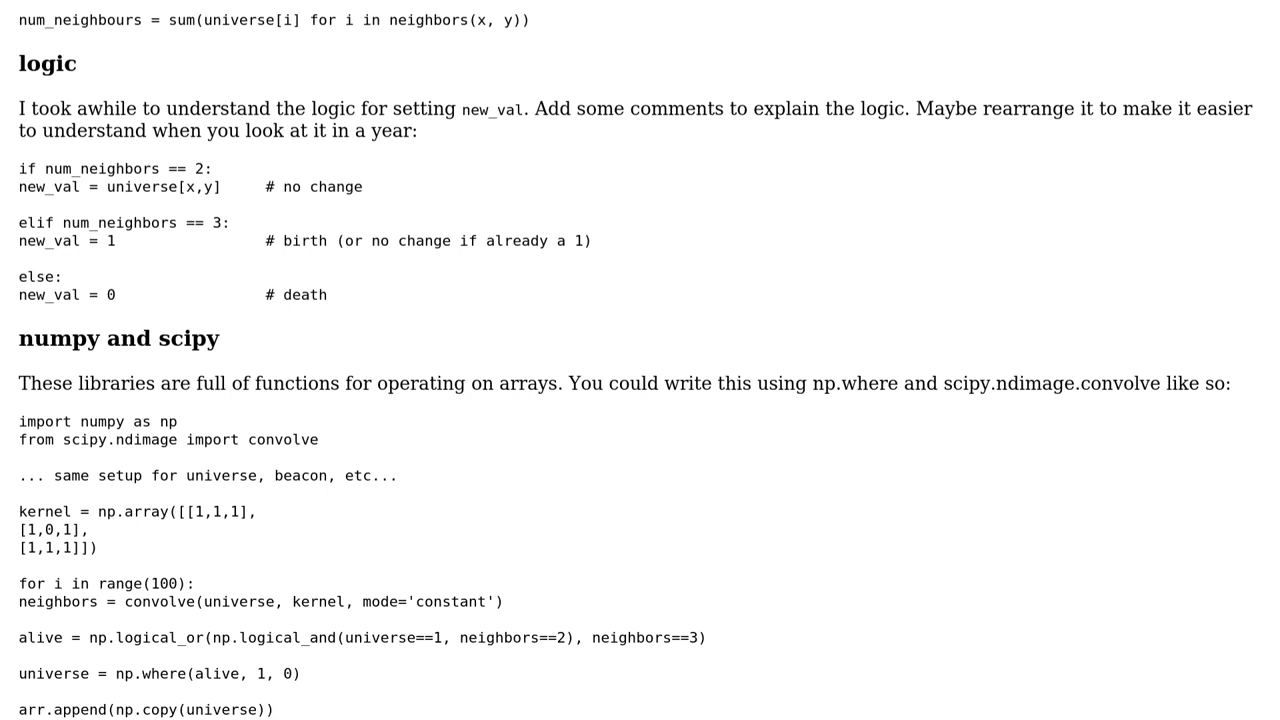 num_neighbours = sum(universe[i] for i in neighbors(x, y))
logic
I took awhile to understand the logic for setting new_val. Add some comments to explain the logic. Maybe rearrange it to make it easier
to understand when you look at it in a year:
if num_neighbors == 2:
new_val = universe[x,y]     # no change
elif num_neighbors == 3:
new_val = 1                 # birth (or no change if already a 1)
else:
new_val = 0                 # death
numpy and scipy
These libraries are full of functions for operating on arrays. You could write this using np.where and scipy.ndimage.convolve like so:
import numpy as np
from scipy.ndimage import convolve
... same setup for universe, beacon, etc...
kernel = np.array([[1,1,1],
[1,0,1],
[1,1,1]])
for i in range(100):
neighbors = convolve(universe, kernel, mode='constant')
alive = np.logical_or(np.logical_and(universe==1, neighbors==2), neighbors==3)
universe = np.where(alive, 1, 0)
arr.append(np.copy(universe))